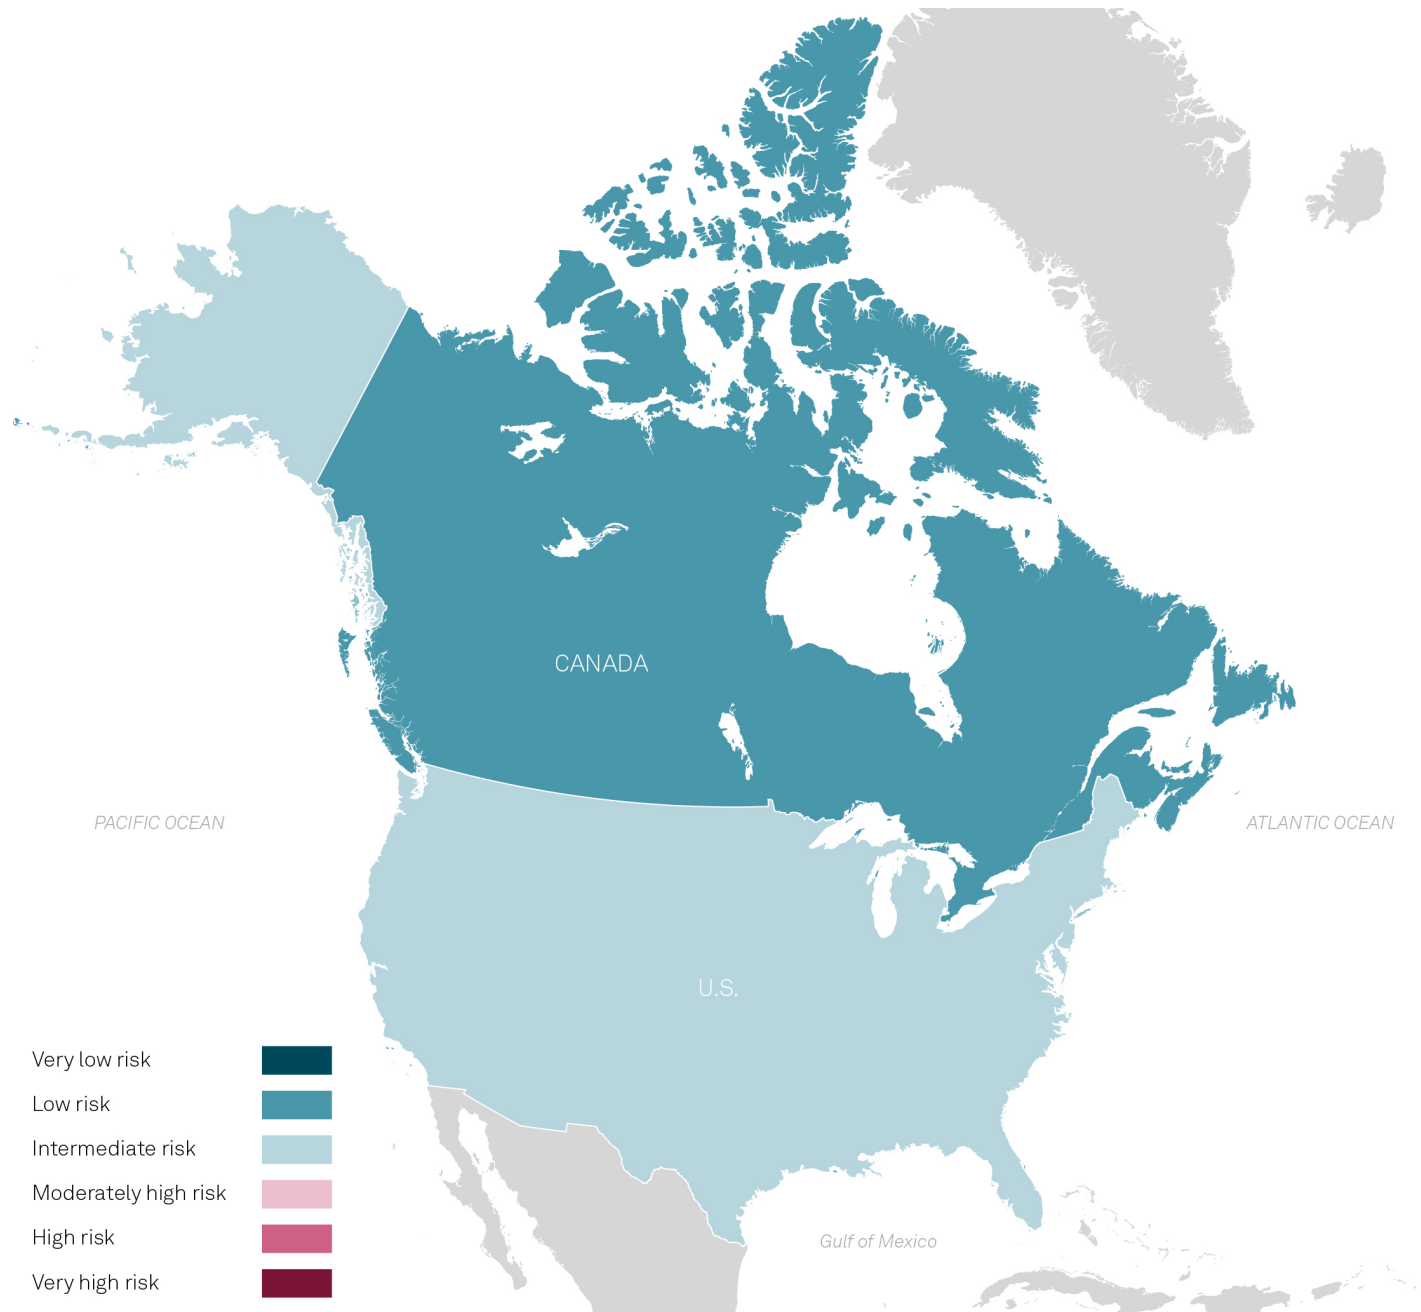 CANADA
PACIFIC OCEAN
ATLANTIC OCEAN
U.S.
Very low risk
Low risk
Intermediate risk
Moderately high risk
High risk
Very high risk
Gulf of Mexico